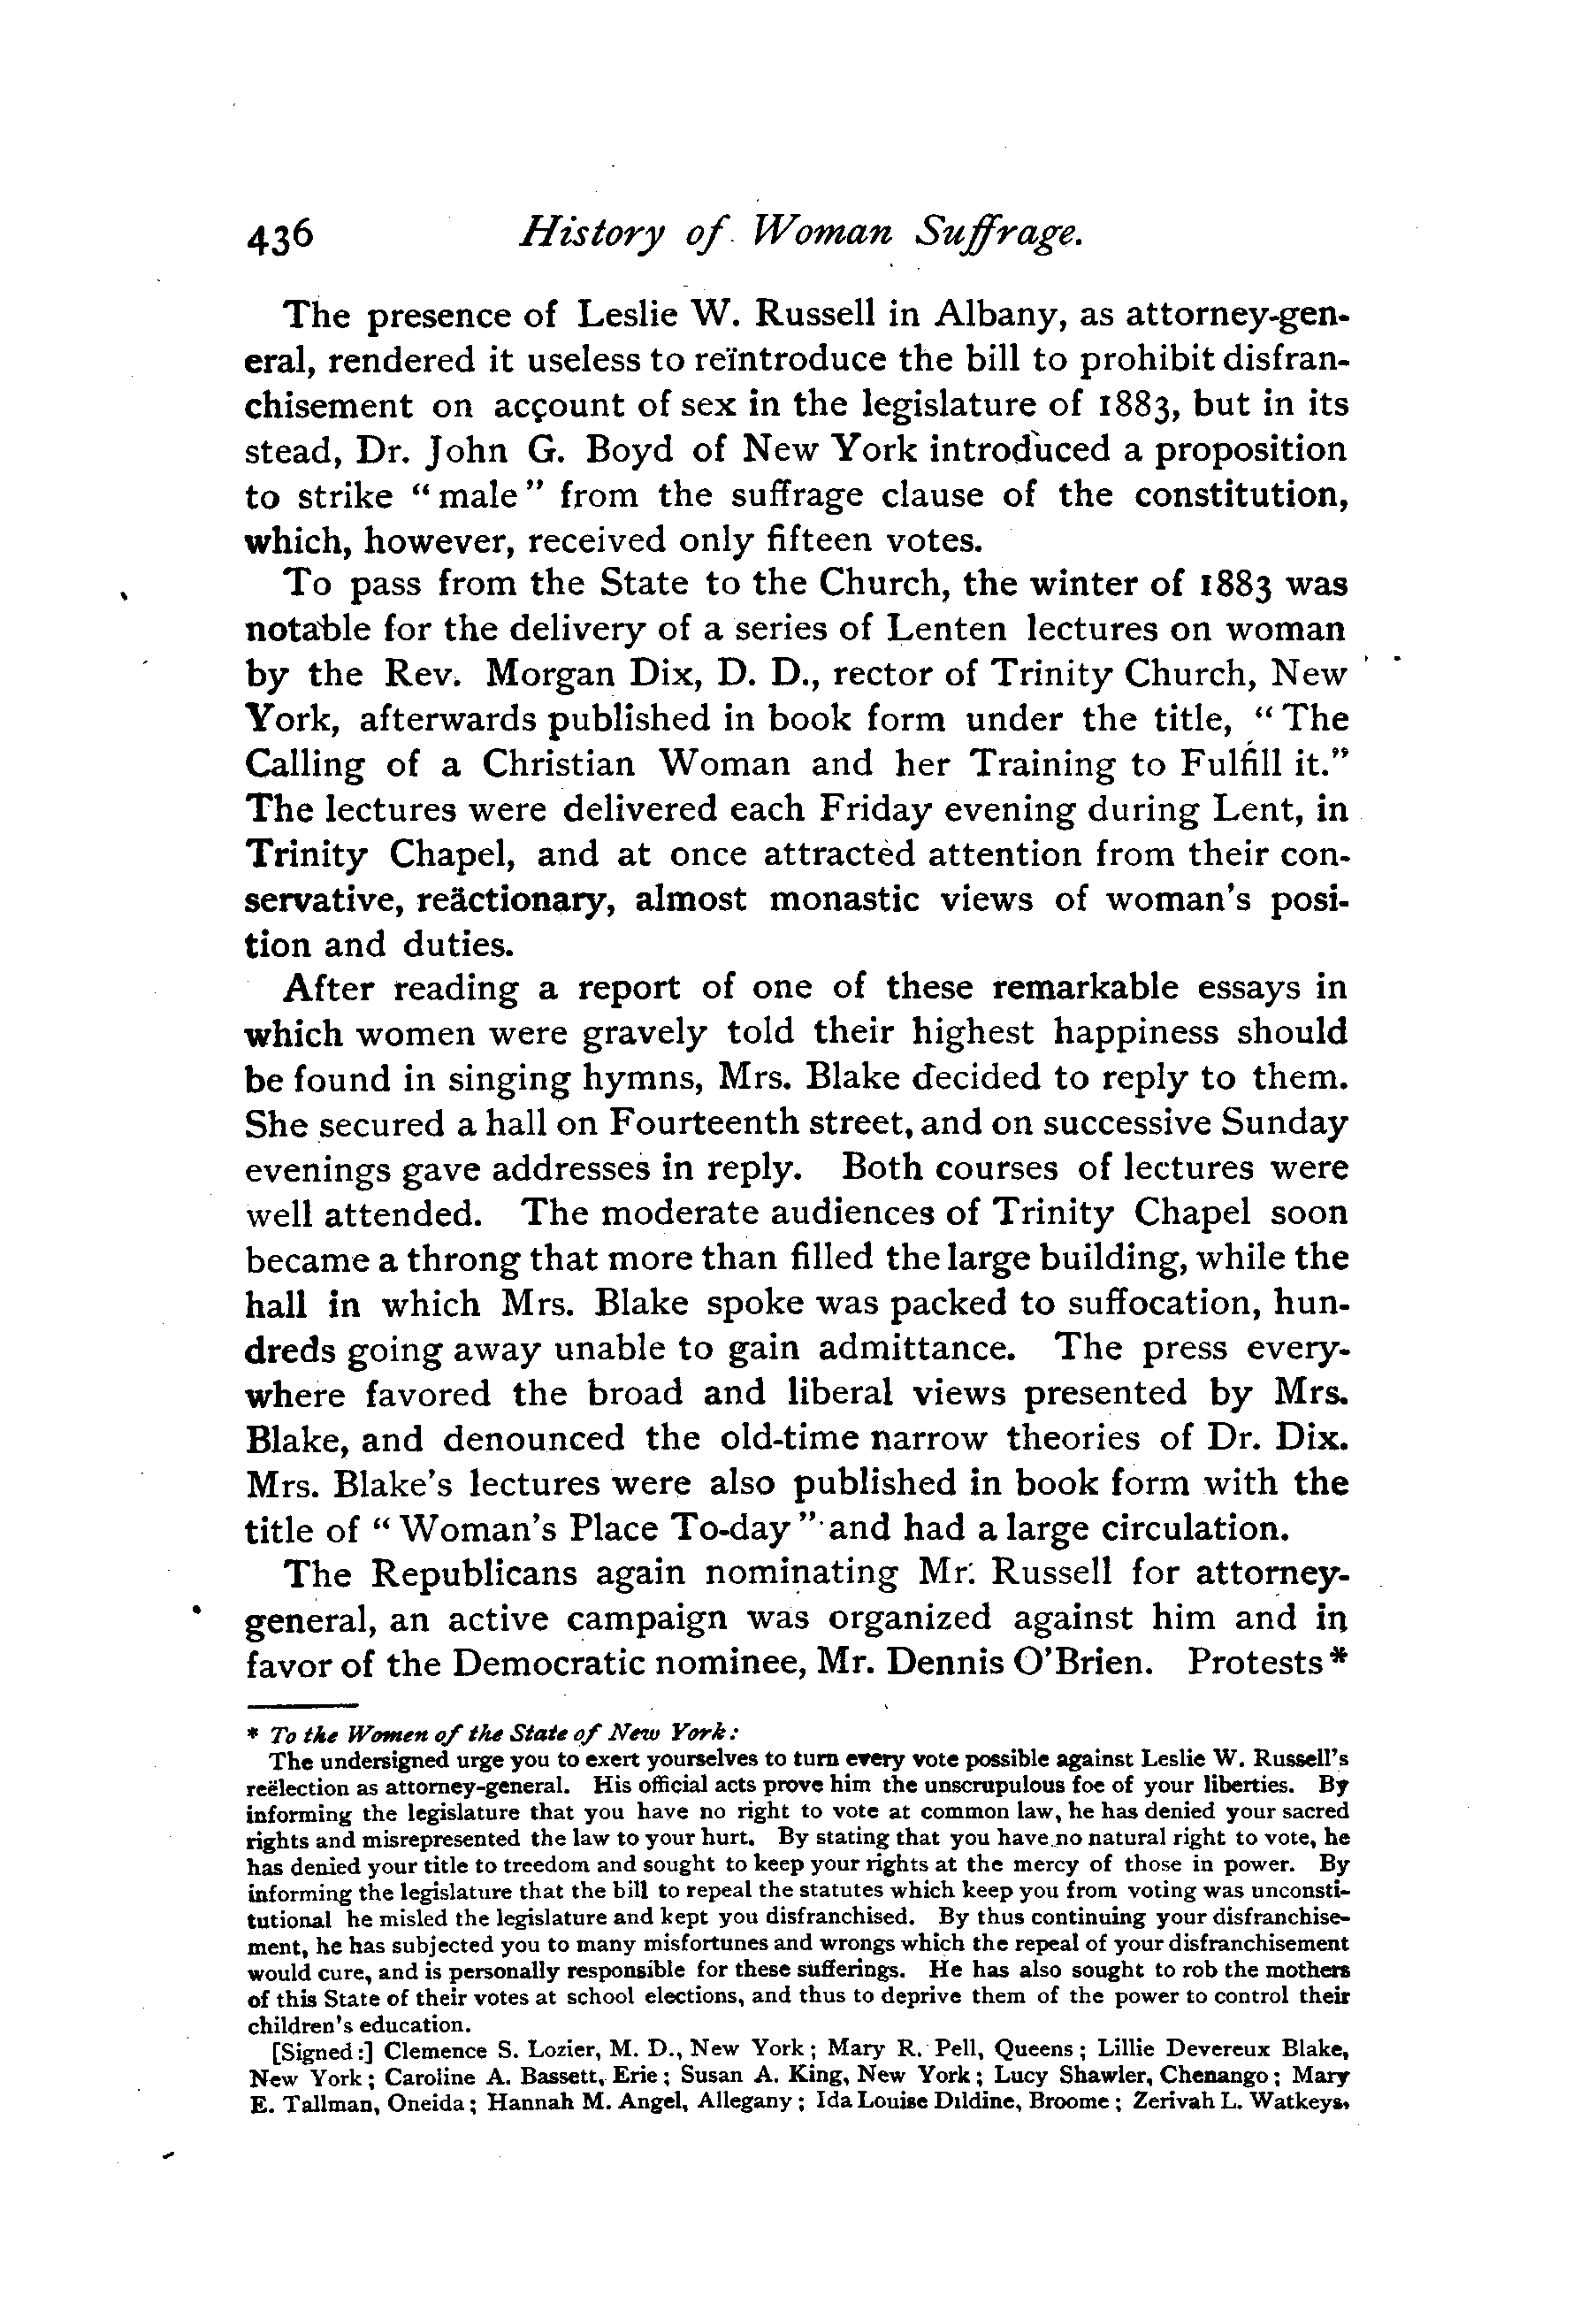 436 History of Woman Suffrage.
The presence of Leslie W. Russell in Albany, as attorney-gen-
eral, rendered it useless to reïntroduce the bill to prohibit disfran-
chisement on account of sex in the legislature of 1883, but in its
stead, Dr. John G. Boyd of New York introduced a proposition
to strike “male” from the suffrage clause of the constitution,
which, however, received only fifteen votes.
To pass from the State to the Church, the winter of 1883 was
notable for the delivery of a series of Lenten lectures on woman
by the Rev. Morgan Dix, D. D., rector of Trinity Church, New
York, afterwards published in book form under the title, “The
Calling of a Christian Woman and her Training to Fulfill it.”
The lectures were delivered each Friday evening during Lent, in
Trinity Chapel, and at once attracted attention from their con-
servative, reäctionary, almost monastic views of woman's posi-
tion and duties.
After reading a report of one of these remarkable essays in
which women were gravely told their highest happiness should
be found in singing hymns, Mrs. Blake decided to reply to them.
She secured a hall on Fourteenth street, and on successive Sunday
evenings gave addresses in reply. Both courses of lectures were
well attended. The moderate audiences of Trinity Chapel soon
became a throng that more than filled the large building, while the
hall in which Mrs. Blake spoke was packed to suffocation, hun-
dreds going away unable to gain admittance. The press every-
where favored the broad and liberal views presented by Mrs.
Blake, and denounced the old-time narrow theories of Dr. Dix.
Mrs. Blake's lectures were also published in book form with the
title of “Woman's Place To-day” and had a large circulation.
The Republicans again nominating Mr. Russell for attorney-
general, an active campaign was organized against him and in
favor of the Democratic nominee, Mr. Dennis O'Brien. Protests*
* To the Women of the State of New York:
The undersigned urge you to exert yourselves to turn every vote possible against Leslie W. Russell's
reëlection as attorney-general. His official acts prove him the unscrupulous foe of your liberties. By
informing the legislature that you have no right to vote at common law, he has denied your sacred
rights and misrepresented the law to your hurt. By stating that you have no natural right to vote, he
has denied your title to treedom and sought to keep your rights at the mercy of those in power. By
informing the legislature that the bill to repeal the statutes which keep you from voting was unconsti-
tutional he misled the legislature and kept you disfranchised. By thus continuing your disfranchise-
ment, he has subjected you to many misfortunes and wrongs which the repeal of your disfranchisement
would cure, and is personally responsible for these sufferings. He has also sought to rob the mothers
of this State of their votes at school elections, and thus to deprive them of the power to control their
children's education.
[Signed:] Clemence S. Lozier, M. D., New York; Mary R. Pell, Queens; Lillie Devereux Blake,
New York; Caroline A. Bassett, Erie; Susan A. King, New York; Lucy Shawler, Chenango; Mary
E. Tallman, Oneida; Hannah M. Angel, Allegany; Ida Louise Dildine, Broome; Zerivah L. Watkeys,